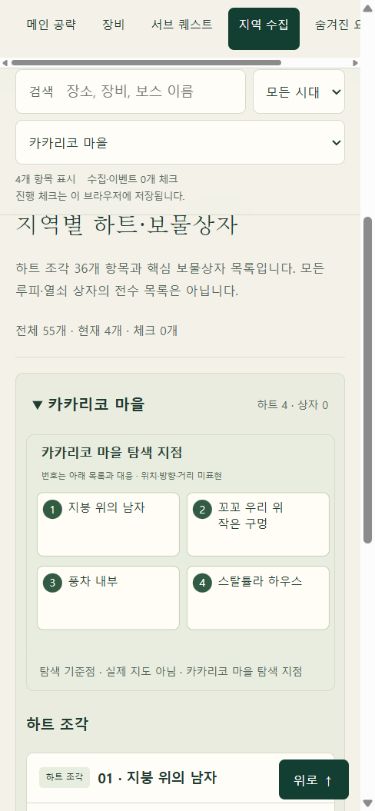 메인 공략 장비 서브 퀘스트 지역 수집 숨겨진 요
검색 장소, 장비, 보스 이름 모든 시대
카카리코 마을
4개 항목 표시 수집·이벤트 0개 체크
진행 체크는 이 브라우저에 저장됩니다.
지역별 하트·보물상자
하트 조각 36개 항목과 핵심 보물상자 목록입니다. 모든
루피·열쇠 상자의 전수 목록은 아닙니다.
전체 55개 · 현재 4개 · 체크 0개
▼ 카카리코 마을 하트 4 · 상자 0
카카리코 마을 탐색 지점
번호는 아래 목록과 대응 · 위치·방향·거리 미표현
1 지붕 위의 남자
2 꼬꼬 우리 위
작은 구멍
3 풍차 내부
4 스탈튤라 하우스
탐색 기준점 · 실제 지도 아님 · 카카리코 마을 탐색 지점
하트 조각
하트 조각 01 · 지붕 위의 남자
위로 ↑